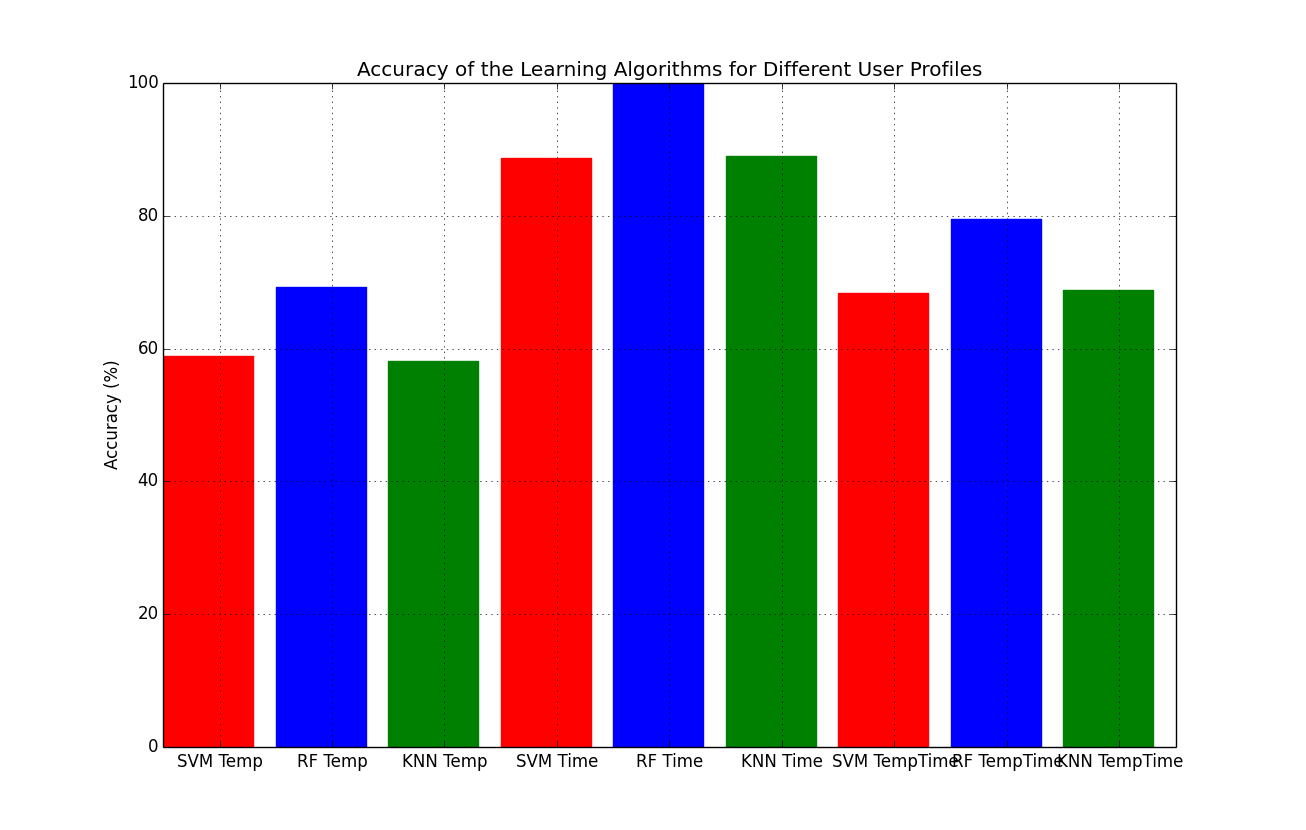 Accuracy of the Learning Algorithms for Different User Profiles
100
80
60
40
20
0
Accuracy (%)
SVM Temp RF Temp KNN Temp SVM Time RF Time KNN Time SVM TempTime RF TempTime KNN TempTime